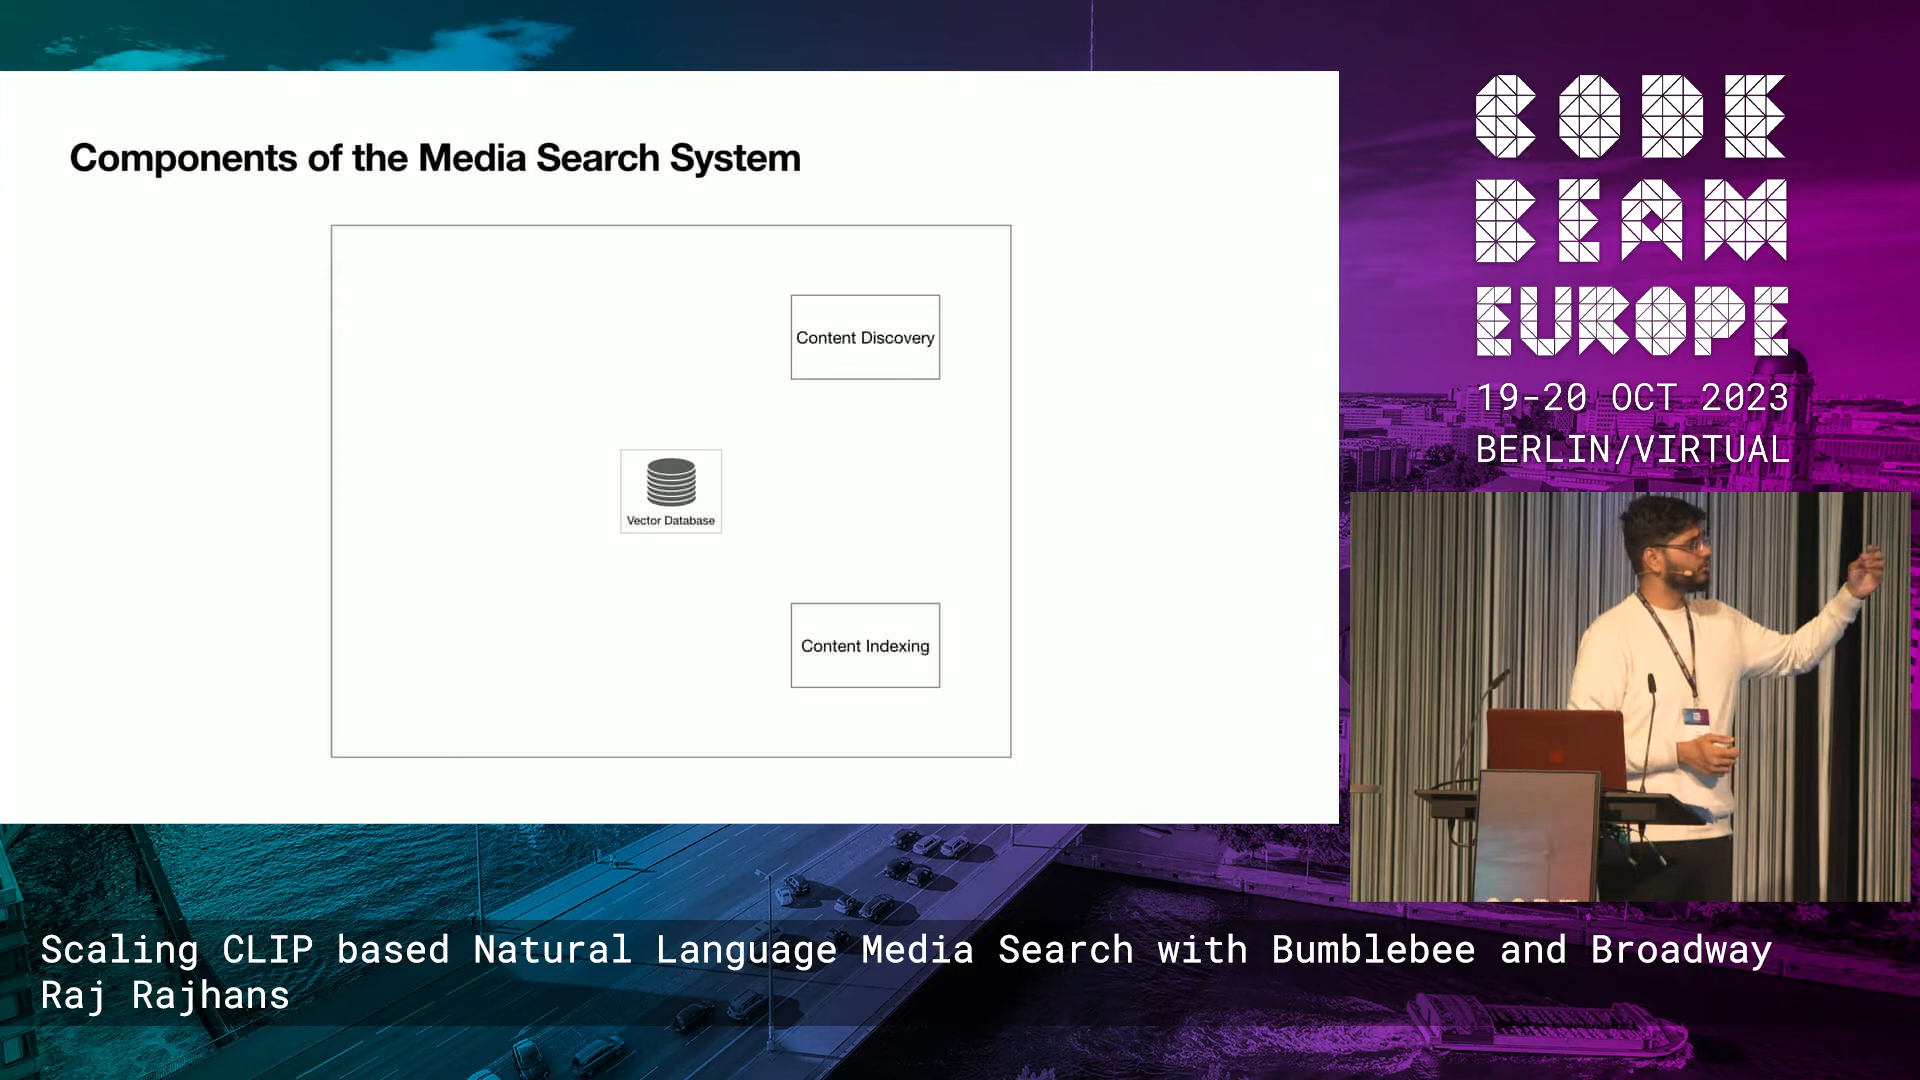 Components of the Media Search System
Content Discovery
Vector Database
Content Indexing
CODE
BEAM
EUROPE
19-20 OCT 2023
BERLIN/VIRTUAL
Scaling CLIP based Natural Language Media Search with Bumblebee and Broadway
Raj Rajhans